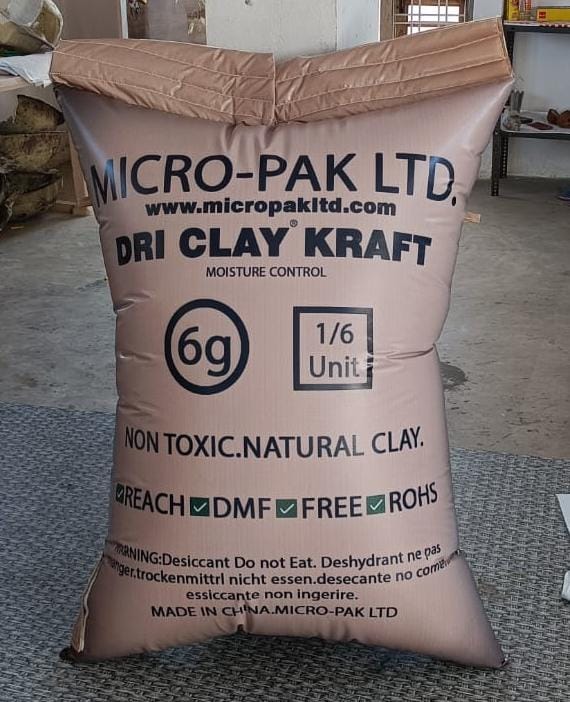 MICRO-PAK LTD.
www.micropakltd.com
DRI CLAY® KRAFT
MOISTURE CONTROL
6g
1/6
Unit
NON TOXIC.NATURAL CLAY.
REACH DMF FREE ROHS
Desiccant Do not Eat. Deshydrant ne pas
trockenmittrl nicht essen.desecante no
essiccante non ingerire.
MADE IN CHINA.MICRO-PAK LTD